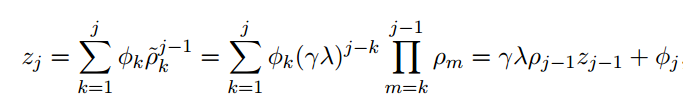 z_j = \sum_{k=1}^{j} \phi_k \tilde{\rho}_k^{j-1} = \sum_{k=1}^{j} \phi_k (\gamma\lambda)^{j-k} \prod_{m=k}^{j-1} \rho_m = \gamma\lambda\rho_{j-1} z_{j-1} + \phi_j.